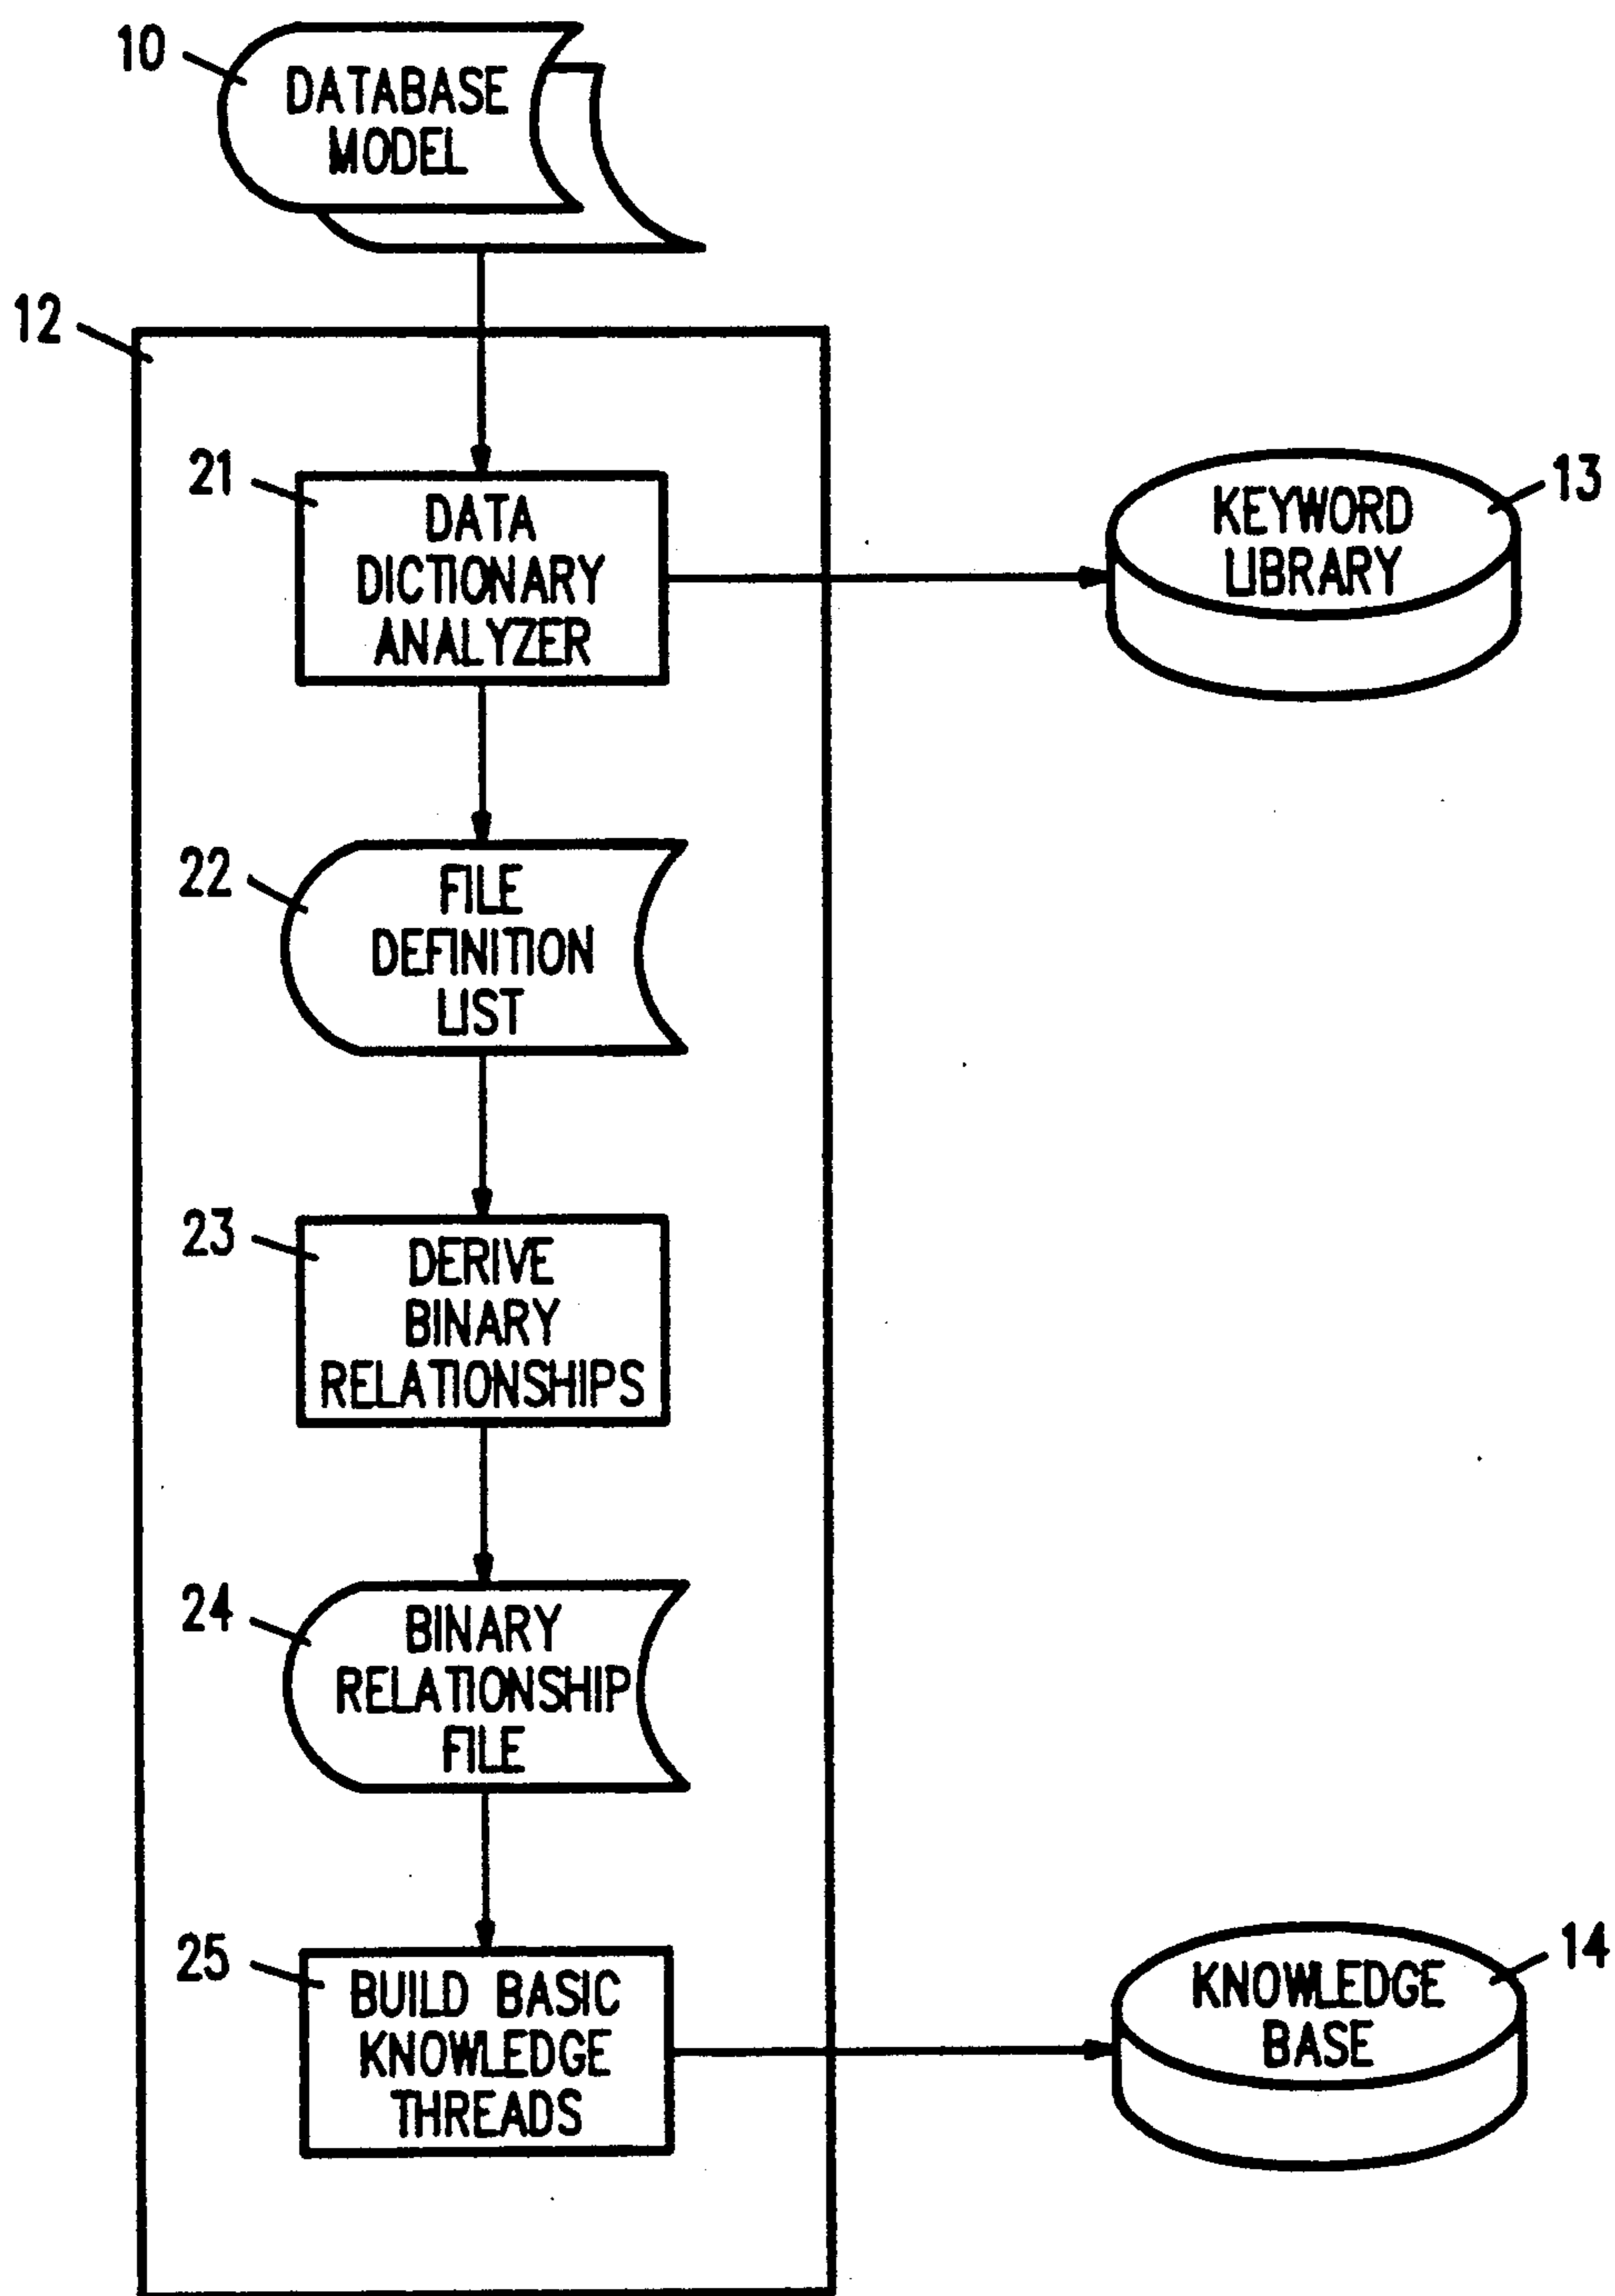 10
DATABASE
MODEL
12
21
DATA
DICTIONARY
ANALYZER
KEYWORD
LIBRARY
13
22
FILE
DEFINITION
LIST
23
DERIVE
BINARY
RELATIONSHIPS
24
BINARY
RELATIONSHIP
FILE
25
BUILD BASIC
KNOWLEDGE
THREADS
KNOWLEDGE
BASE
14